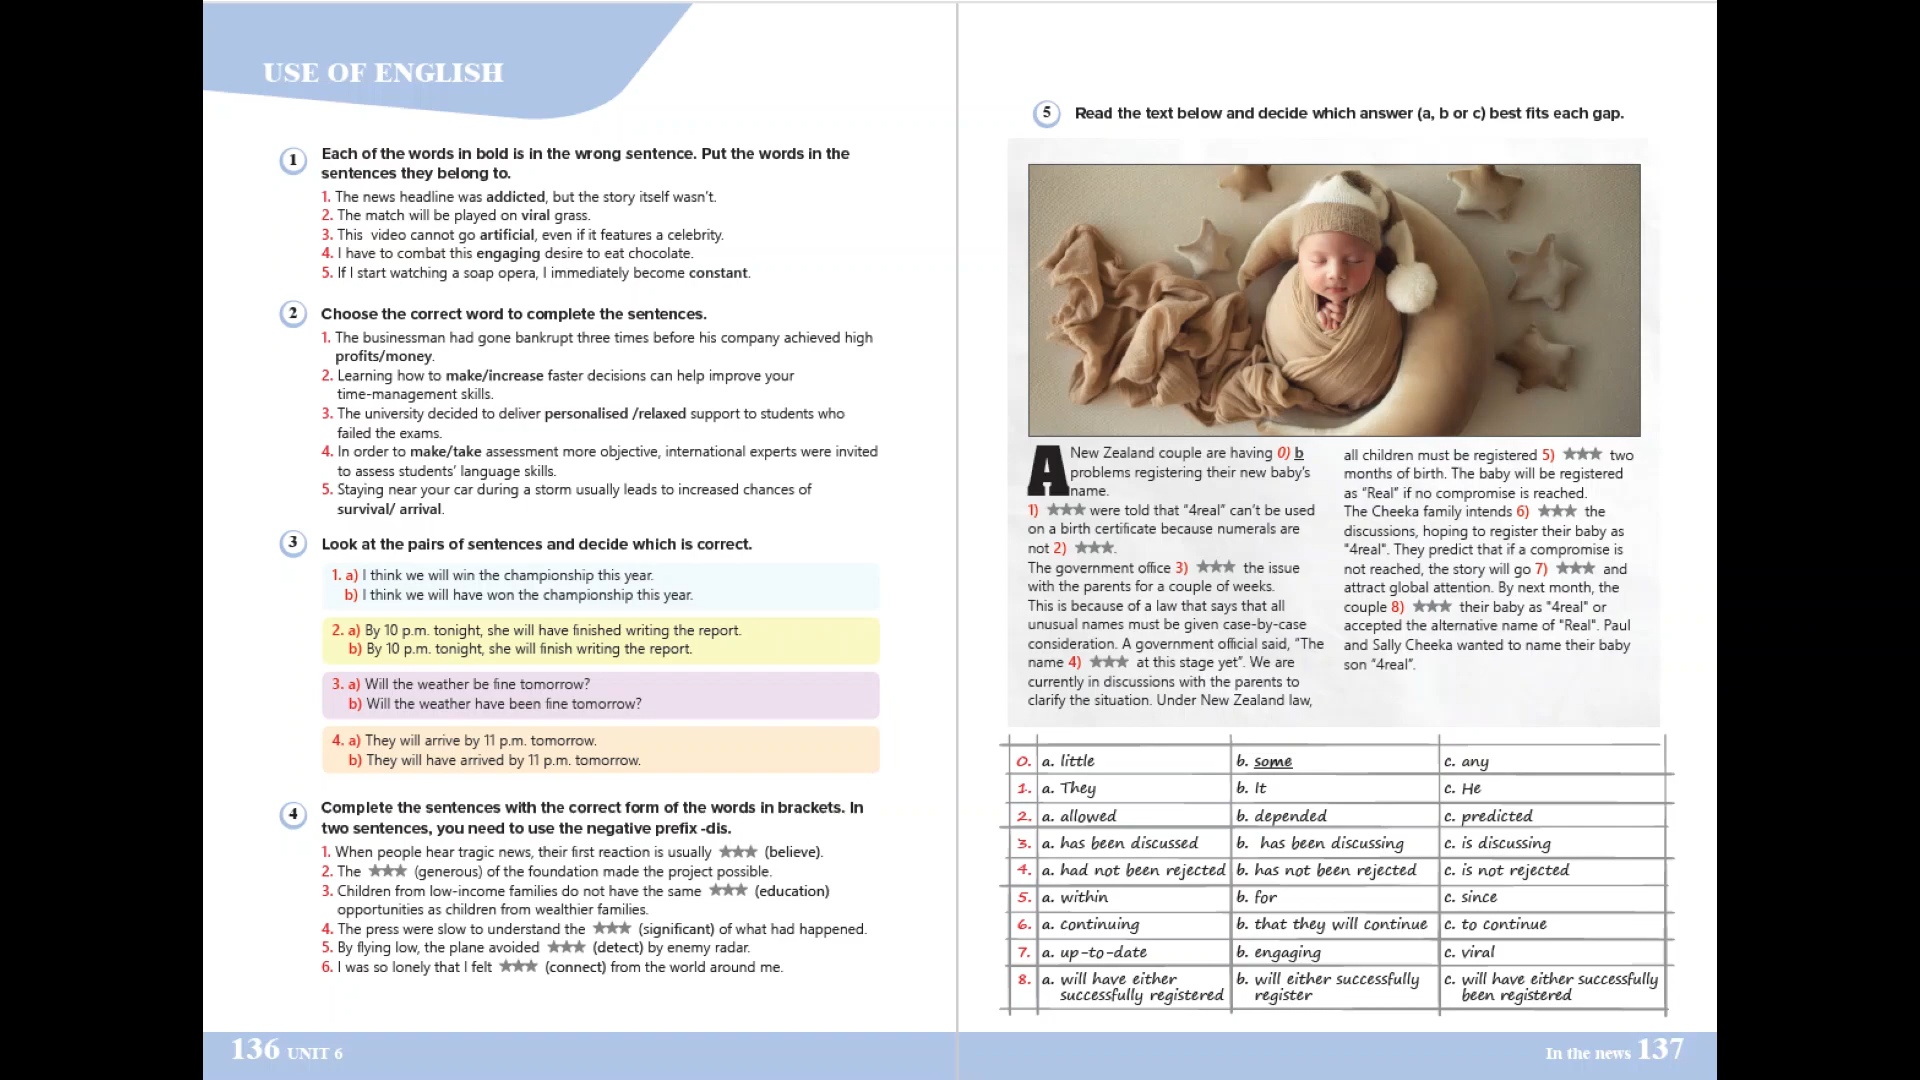 USE OF ENGLISH
1 Each of the words in bold is in the wrong sentence. Put the words in the
sentences they belong to.
1. The news headline was addicted, but the story itself wasn't.
2. The match will be played on viral grass.
3. This video cannot go artificial, even if it features a celebrity.
4. I have to combat this engaging desire to eat chocolate.
5. If I start watching a soap opera, I immediately become constant.
2 Choose the correct word to complete the sentences.
1. The businessman had gone bankrupt three times before his company achieved high
profits/money.
2. Learning how to make/increase faster decisions can help improve your
time-management skills.
3. The university decided to deliver personalised /relaxed support to students who
failed the exams.
4. In order to make/take assessment more objective, international experts were invited
to assess students' language skills.
5. Staying near your car during a storm usually leads to increased chances of
survival/ arrival.
3 Look at the pairs of sentences and decide which is correct.
1. a) I think we will win the championship this year.
b) I think we will have won the championship this year.
2. a) By 10 p.m. tonight, she will have finished writing the report.
b) By 10 p.m. tonight, she will finish writing the report.
3. a) Will the weather be fine tomorrow?
b) Will the weather have been fine tomorrow?
4. a) They will arrive by 11 p.m. tomorrow.
b) They will have arrived by 11 p.m. tomorrow.
4 Complete the sentences with the correct form of the words in brackets. In
two sentences, you need to use the negative prefix -dis.
1. When people hear tragic news, their first reaction is usually ★★★ (believe).
2. The ★★★ (generous) of the foundation made the project possible.
3. Children from low-income families do not have the same ★★★ (education)
opportunities as children from wealthier families.
4. The press were slow to understand the ★★★ (significant) of what had happened.
5. By flying low, the plane avoided ★★★ (detect) by enemy radar.
6. I was so lonely that I felt ★★★ (connect) from the world around me.
136 UNIT 6
5 Read the text below and decide which answer (a, b or c) best fits each gap.
A New Zealand couple are having 0) b
problems registering their new baby's
name.
1) ★★★ were told that "4real" can't be used
on a birth certificate because numerals are
not 2) ★★★.
The government office 3) ★★★ the issue
with the parents for a couple of weeks.
This is because of a law that says that all
unusual names must be given case-by-case
consideration. A government official said, "The
name 4) ★★★ at this stage yet". We are
currently in discussions with the parents to
clarify the situation. Under New Zealand law,
all children must be registered 5) ★★★ two
months of birth. The baby will be registered
as "Real" if no compromise is reached.
The Cheeka family intends 6) ★★★ the
discussions, hoping to register their baby as
"4real". They predict that if a compromise is
not reached, the story will go 7) ★★★ and
attract global attention. By next month, the
couple 8) ★★★ their baby as "4real" or
accepted the alternative name of "Real". Paul
and Sally Cheeka wanted to name their baby
son "4real".
0. a. little b. some c. any
1. a. They b. It c. He
2. a. allowed b. depended c. predicted
3. a. has been discussed b. has been discussing c. is discussing
4. a. had not been rejected b. has not been rejected c. is not rejected
5. a. within b. for c. since
6. a. continuing b. that they will continue c. to continue
7. a. up-to-date b. engaging c. viral
8. a. will have either b. will either successfully c. will have either successfully
successfully registered register been registered
In the news 137